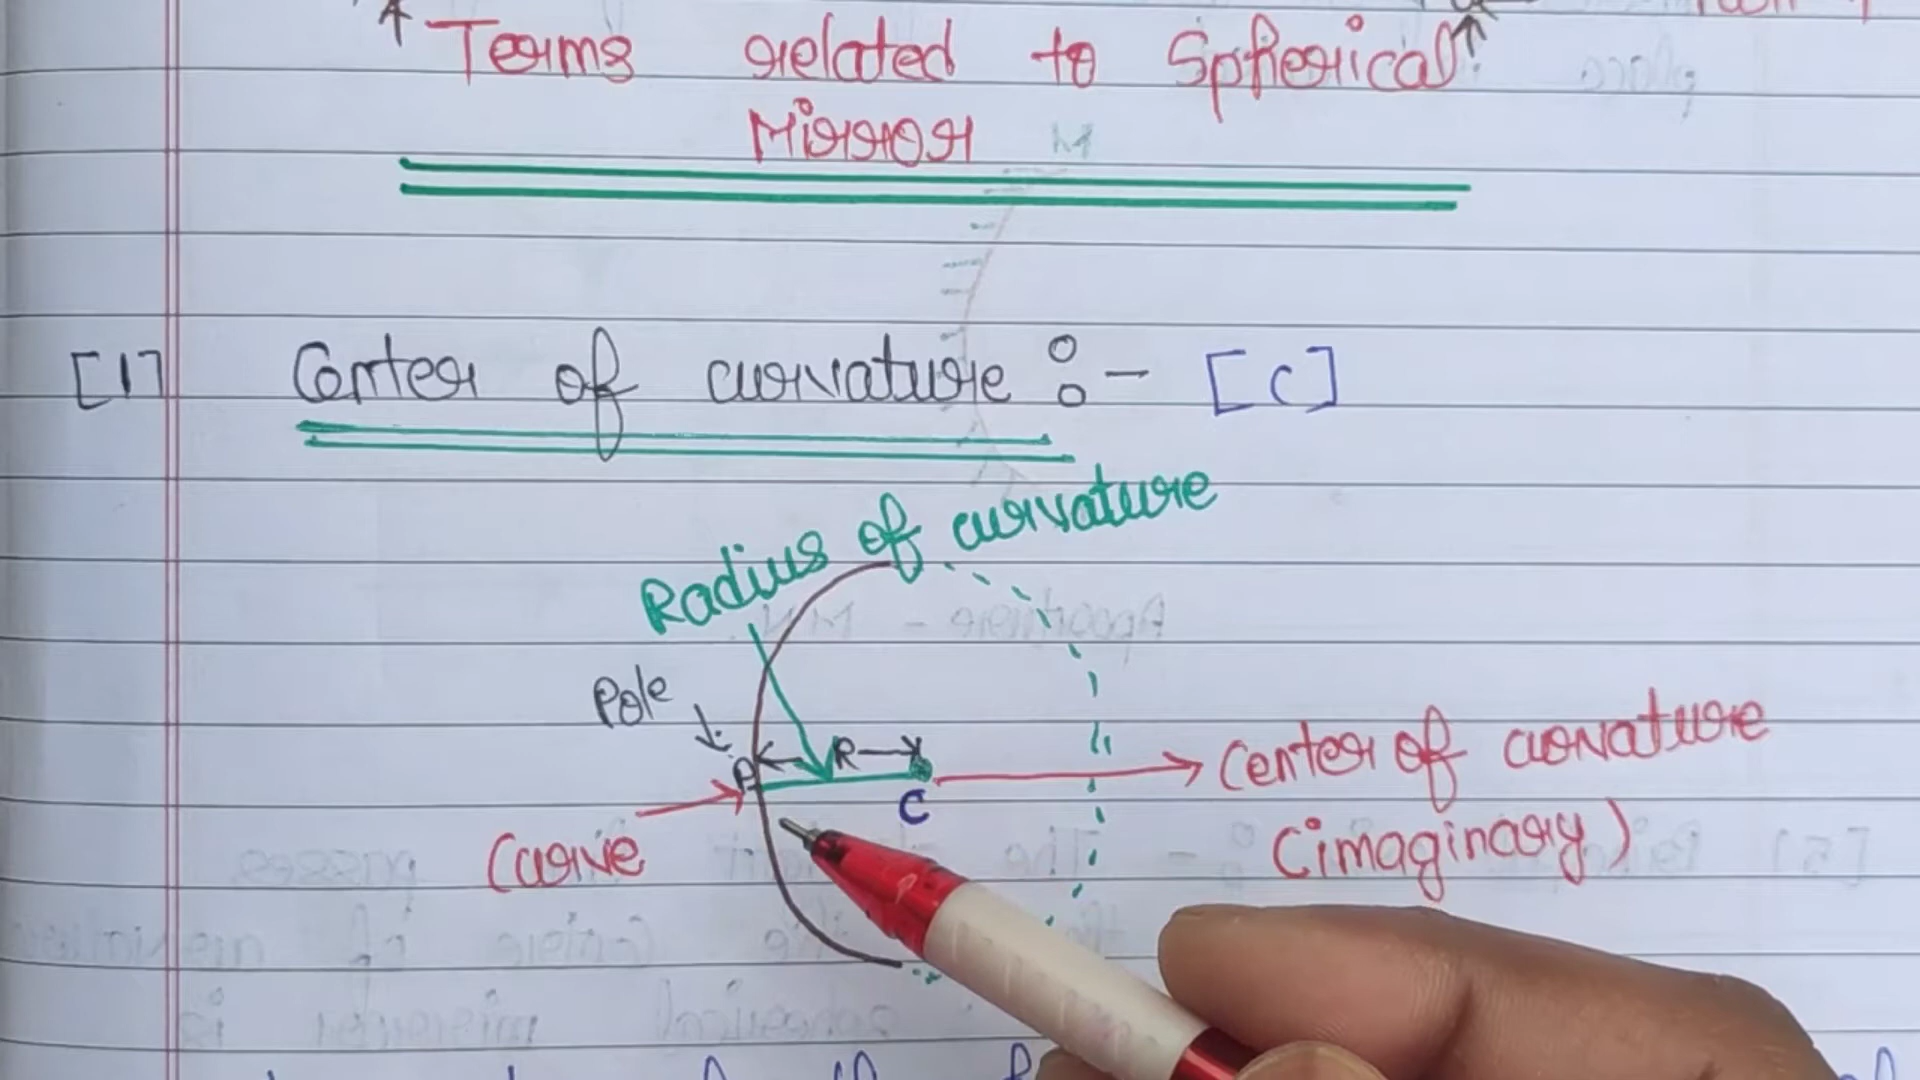 Terms related to Spherical
Mirror
[1] Center of curvature :- [C]
Radius of curvature
Pole
R
P
C
Center of curvature
(imaginary)
Curve